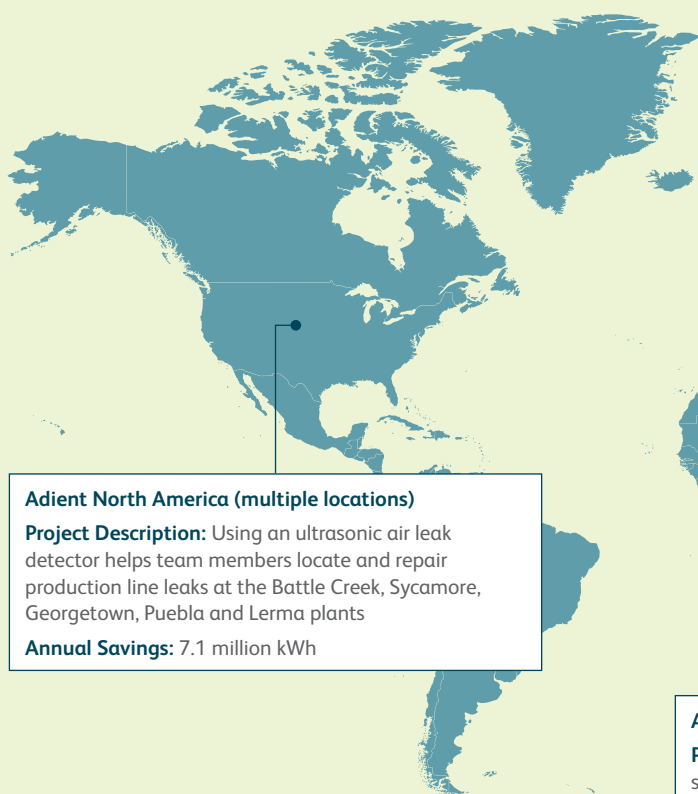 Adient North America (multiple locations)
Project Description: Using an ultrasonic air leak
detector helps team members locate and repair
production line leaks at the Battle Creek, Sycamore,
Georgetown, Puebla and Lerma plants
Annual Savings: 7.1 million kWh